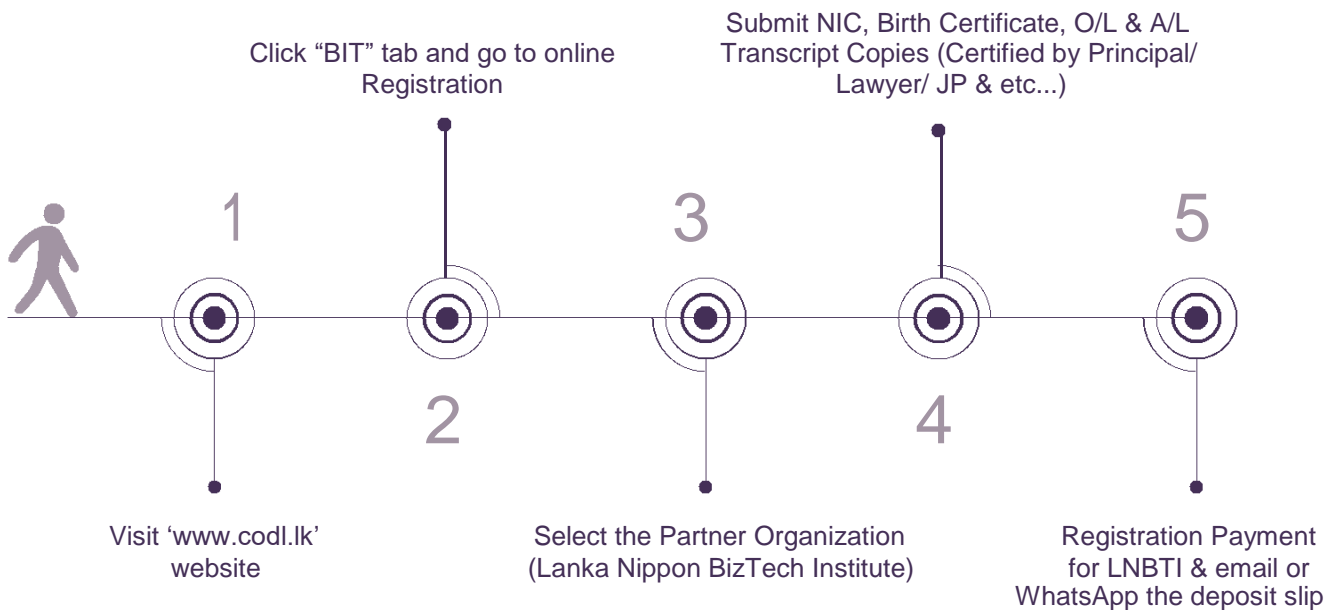 1
Visit ‘www.codl.lk’
website
2
Click “BIT” tab and go to online
Registration
3
Select the Partner Organization
(Lanka Nippon BizTech Institute)
4
Submit NIC, Birth Certificate, O/L & A/L
Transcript Copies (Certified by Principal/
Lawyer/ JP & etc...)
5
Registration Payment
for LNBTI & email or
WhatsApp the deposit slip